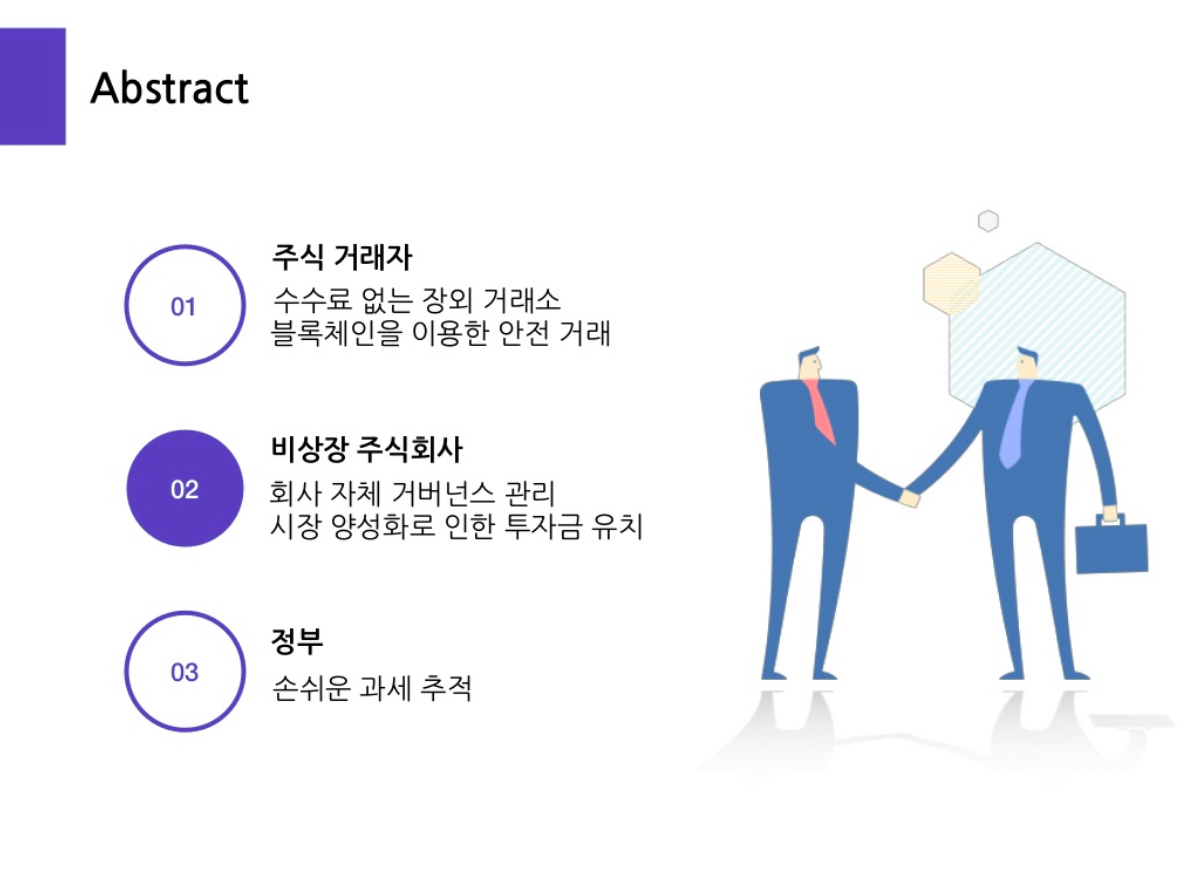 Abstract
01
주식 거래자
수수료 없는 장외 거래소
블록체인을 이용한 안전 거래
02
비상장 주식회사
회사 자체 거버넌스 관리
시장 양성화로 인한 투자금 유치
03
정부
손쉬운 과세 추적